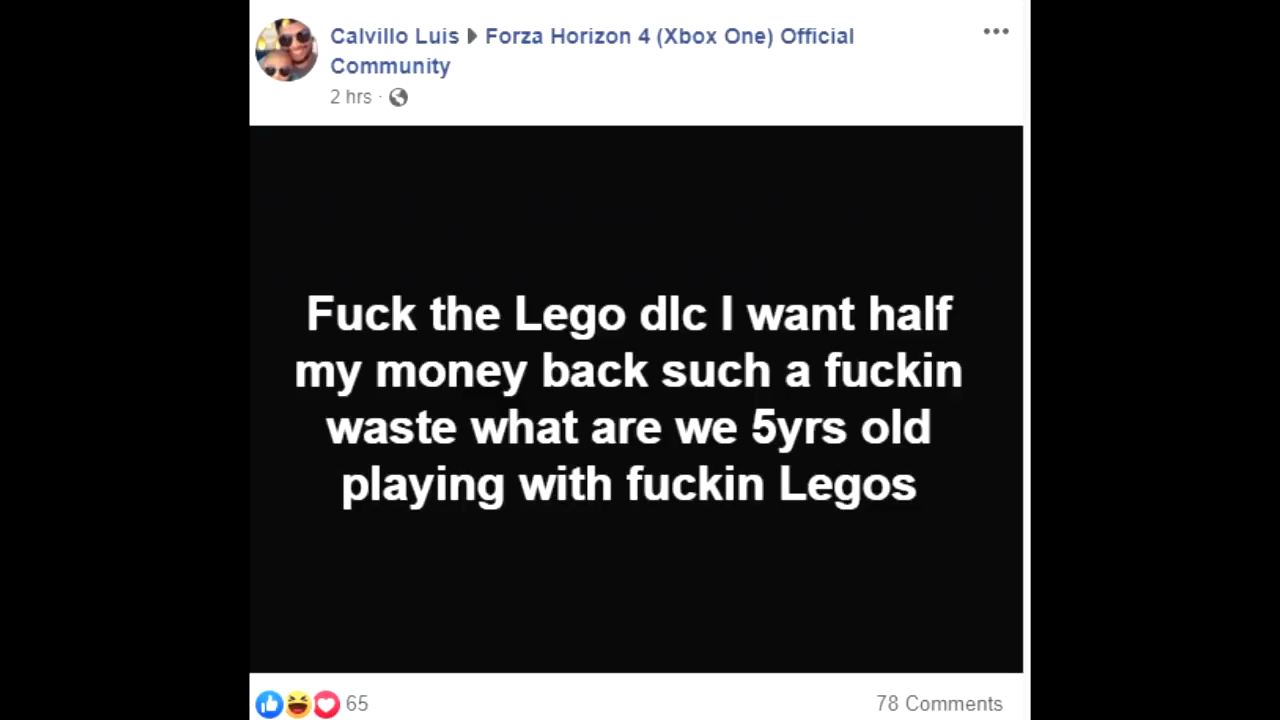 Calvillo Luis ▶ Forza Horizon 4 (Xbox One) Official
Community
2 hrs ·
Fuck the Lego dlc I want half
my money back such a fuckin
waste what are we 5yrs old
playing with fuckin Legos
65
78 Comments